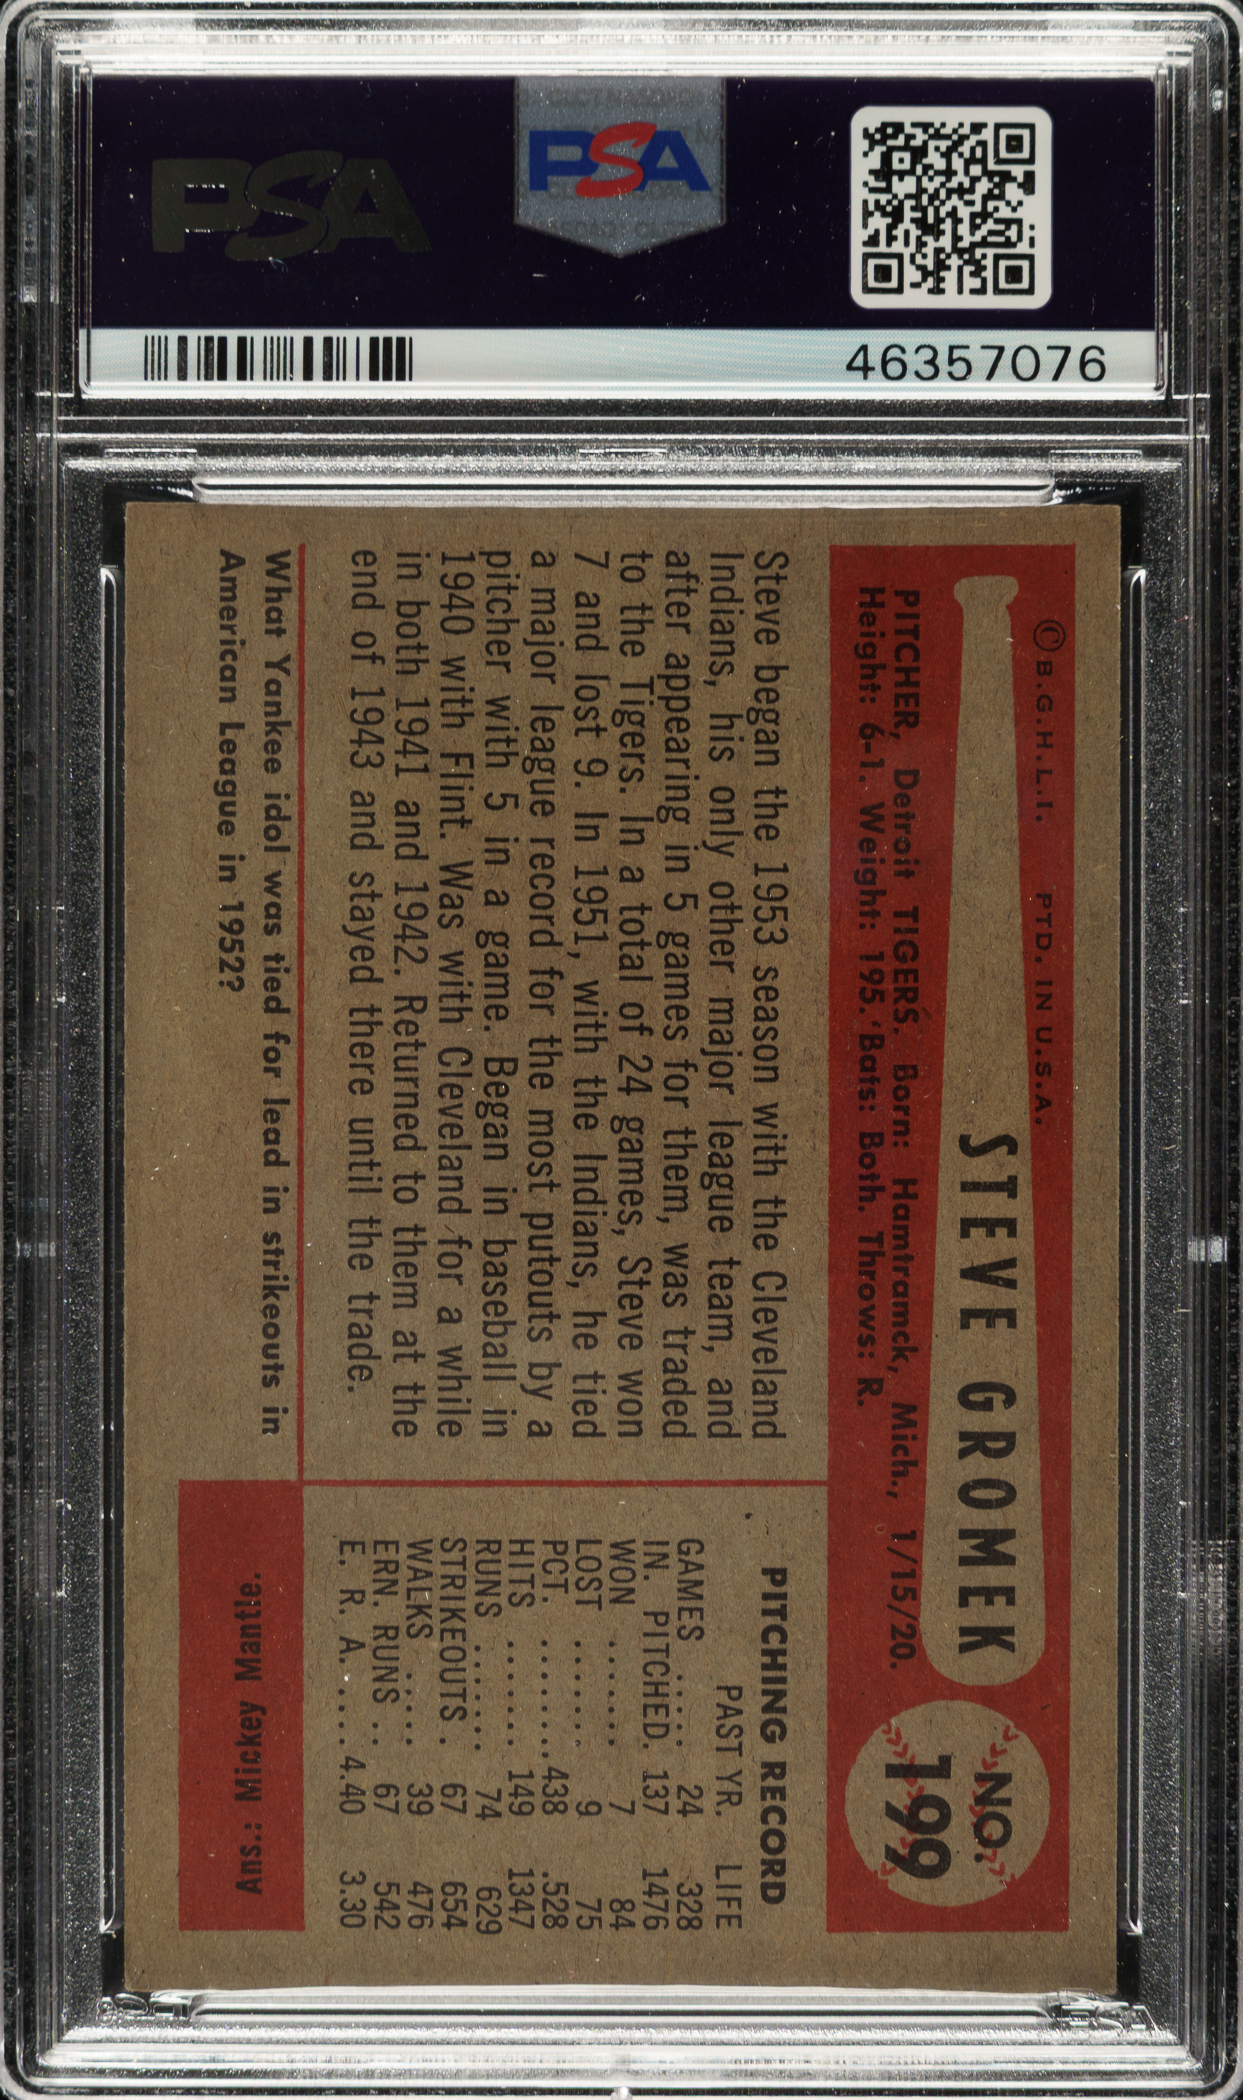 PSA
PSA
46357076
© B.G.H.L.I. PTD. IN U.S.A.
STEVE GROMEK
NO.
199
PITCHER, Detroit TIGERS. Born: Hamtramck, Mich., 1/15/20.
Height: 6-1. Weight: 195. Bats: Both. Throws: R.
Steve began the 1953 season with the Cleveland
Indians, his only other major league team, and
after appearing in 5 games for them, was traded
to the Tigers. In a total of 24 games, Steve won
7 and lost 9. In 1951, with the Indians, he tied
a major league record for the most putouts by a
pitcher with 5 in a game. Began in baseball in
1940 with Flint. Was with Cleveland for a while
in both 1941 and 1942. Returned to them at the
end of 1943 and stayed there until the trade.
PITCHING RECORD
PAST YR. LIFE
GAMES ..... 24 328
IN. PITCHED. 137 1476
WON ...... 7 84
LOST ...... 9 75
PCT. .......438 .528
HITS ...... 149 1347
RUNS ...... 74 629
STRIKEOUTS . 67 654
WALKS .... 39 476
ERN. RUNS .. 67 542
E. R. A. .... 4.40 3.30
What Yankee idol was tied for lead in strikeouts in
American League in 1952?
Ans.: Mickey Mantle.